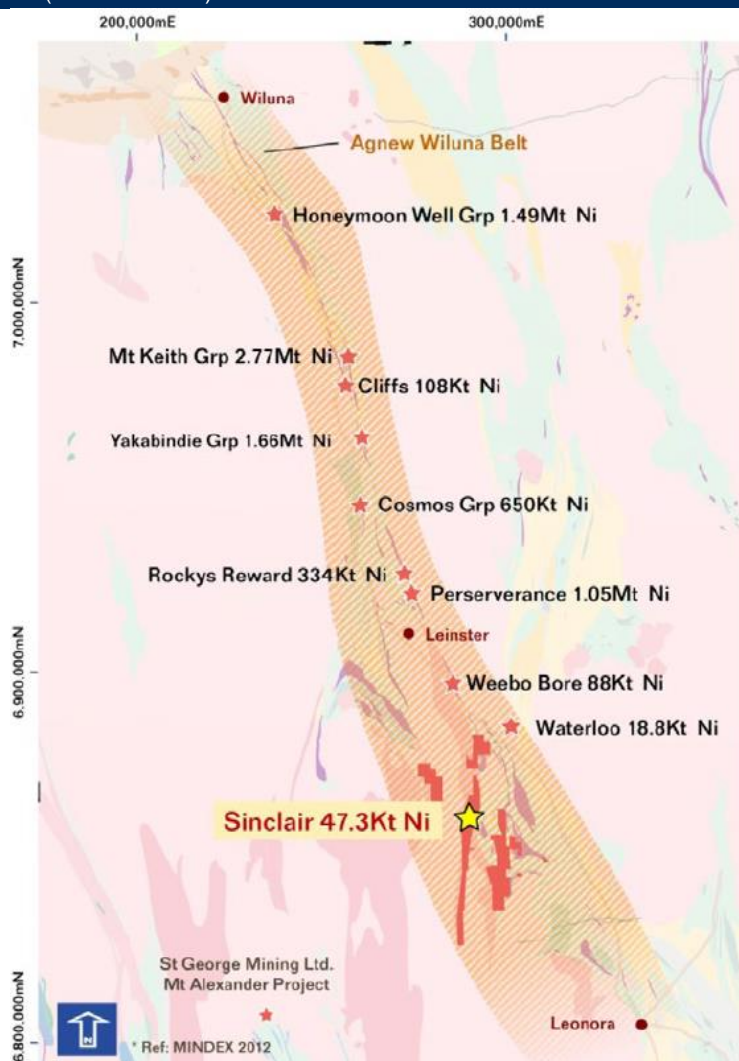 200,000mE
300,000mE
Wiluna
Agnew Wiluna Belt
Honeymoon Well Grp 1.49Mt Ni
7,000,000mN
Mt Keith Grp 2.77Mt Ni
Cliffs 108Kt Ni
Yakabindie Grp 1.66Mt Ni
Cosmos Grp 650Kt Ni
Rockys Reward 334Kt Ni
Perserverance 1.05Mt Ni
Leinster
6,900,000mN
Weebo Bore 88Kt Ni
Waterloo 18.8Kt Ni
Sinclair 47.3Kt Ni
St George Mining Ltd.
Mt Alexander Project
6,800,000mN
N
* Ref: MINDEX 2012
Leonora